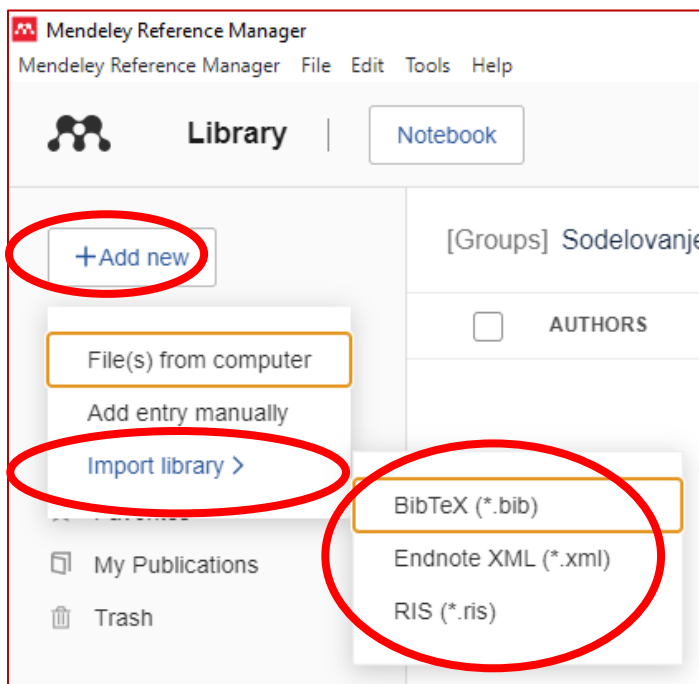 Mendeley Reference Manager
Mendeley Reference Manager File Edit Tools Help
Library | Notebook
+Add new
[Groups] Sodelovanje
AUTHORS
File(s) from computer
Add entry manually
Import library >
BibTeX (*.bib)
Endnote XML (*.xml)
RIS (*.ris)
Favorites
My Publications
Trash